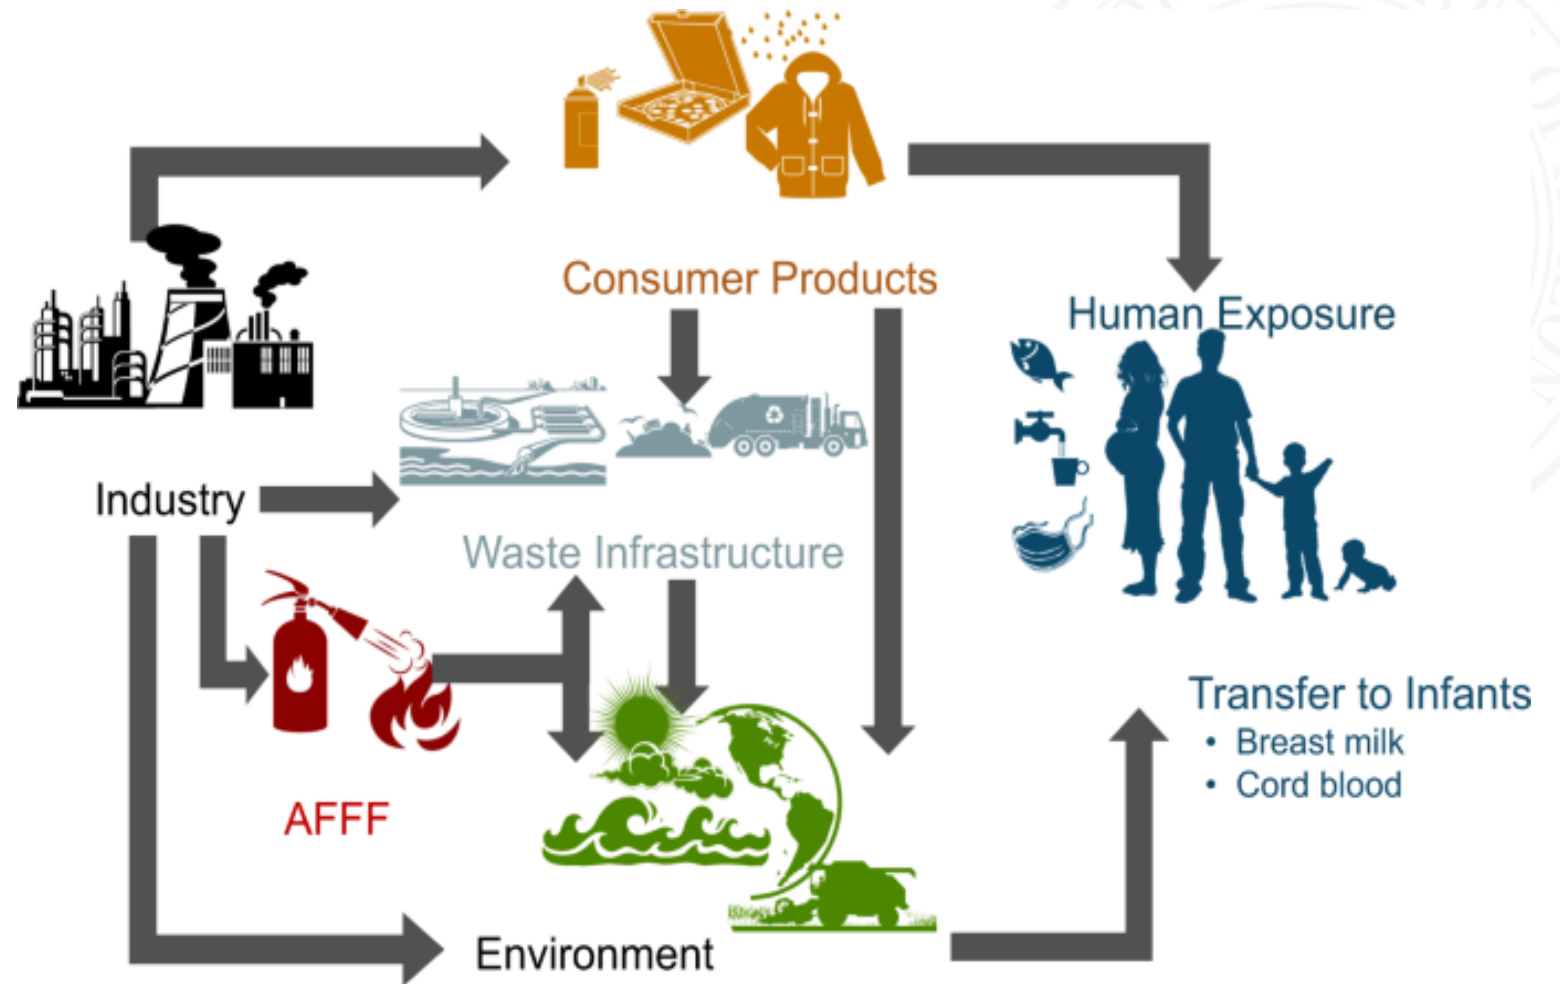 Consumer Products
Human Exposure
Industry
Waste Infrastructure
Transfer to Infants
• Breast milk
• Cord blood
AFFF
Environment